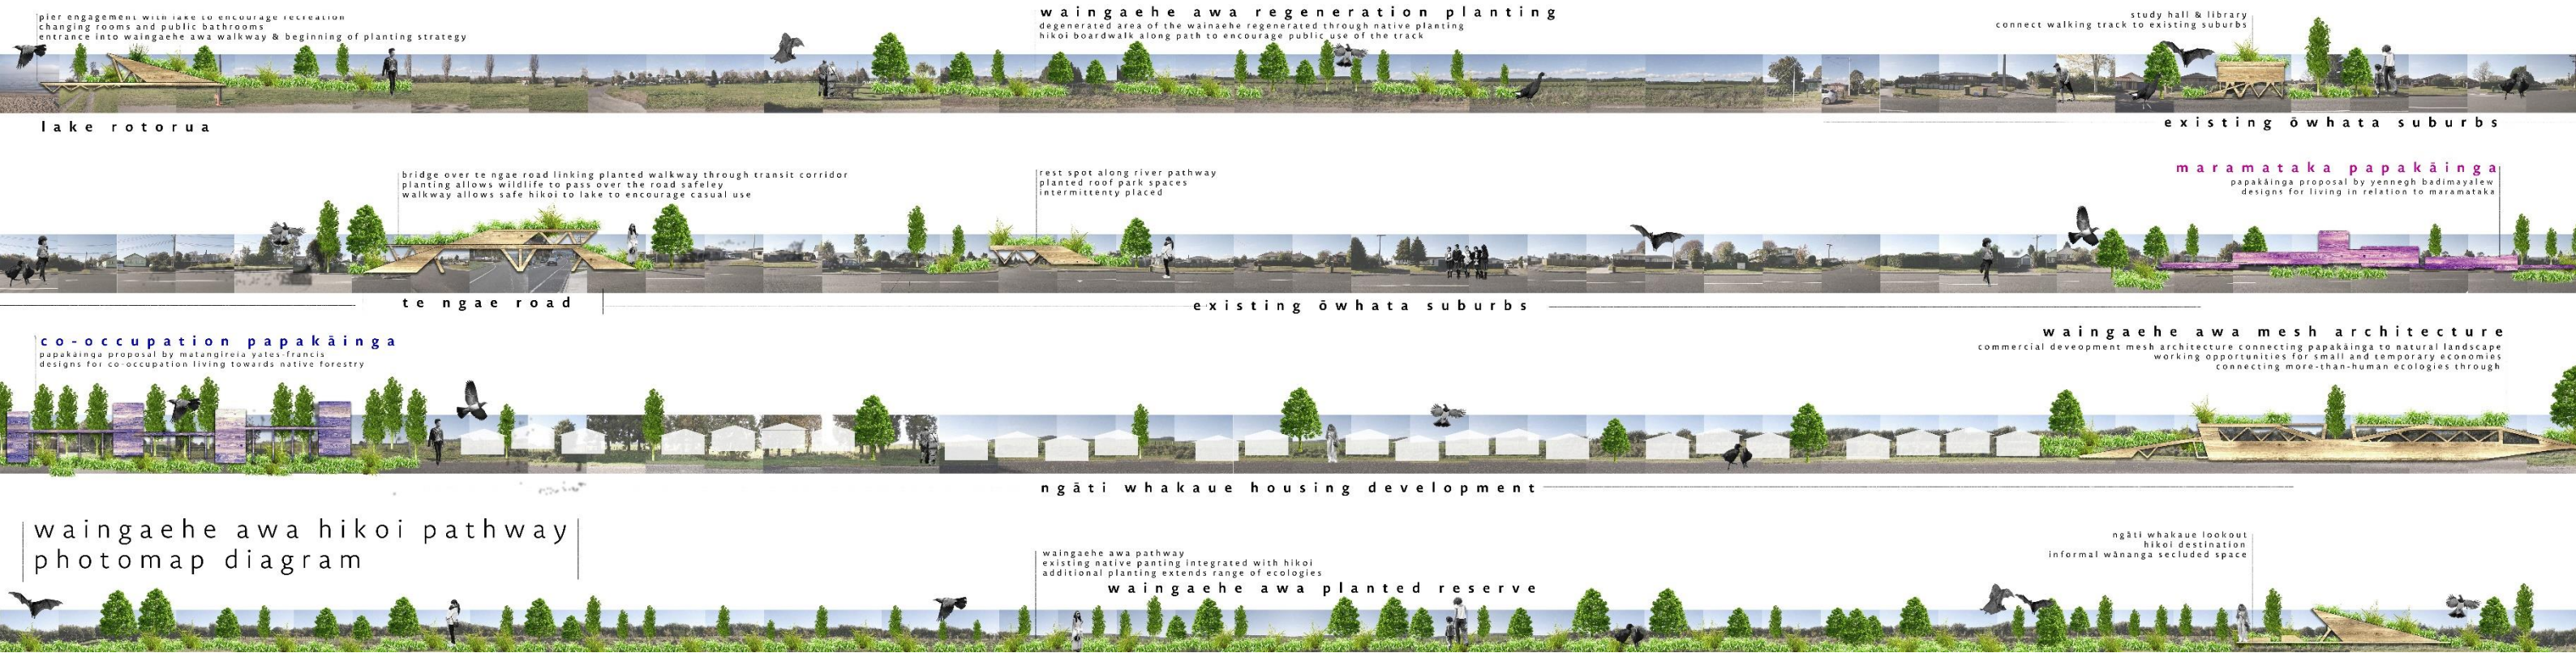 pier engagement with lake to encourage recreation
changing rooms and public bathrooms
entrance into waingaehe awa walkway & beginning of planting strategy
waingaehe awa regeneration planting
degenerated area of the wainaehe regenerated through native planting
hikoi boardwalk along path to encourage public use of the track
study hall & library
connect walking track to existing suburbs
lake rotorua
existing ōwhata suburbs
bridge over te ngae road linking planted walkway through transit corridor
planting allows wildlife to pass over the road safeley
walkway allows safe hikoi to lake to encourage casual use
rest spot along river pathway
planted roof park spaces
intermittenty placed
maramataka papakāinga
papakāinga proposal by yennegh badimayalew
designs for living in relation to maramataka
te ngae road
existing ōwhata suburbs
co-occupation papakāinga
papakāinga proposal by matangireia yates-francis
designs for co-occupation living towards native forestry
waingaehe awa mesh architecture
commercial deveopment mesh architecture connecting papakāinga to natural landscape
working opportunities for small and temporary economies
connecting more-than-human ecologies through
ngāti whakaue housing development
waingaehe awa hikoi pathway
photomap diagram
waingaehe awa pathway
existing native panting integrated with hikoi
additional planting extends range of ecologies
waingaehe awa planted reserve
ngāti whakaue lookout
hikoi destination
informal wānanga secluded space